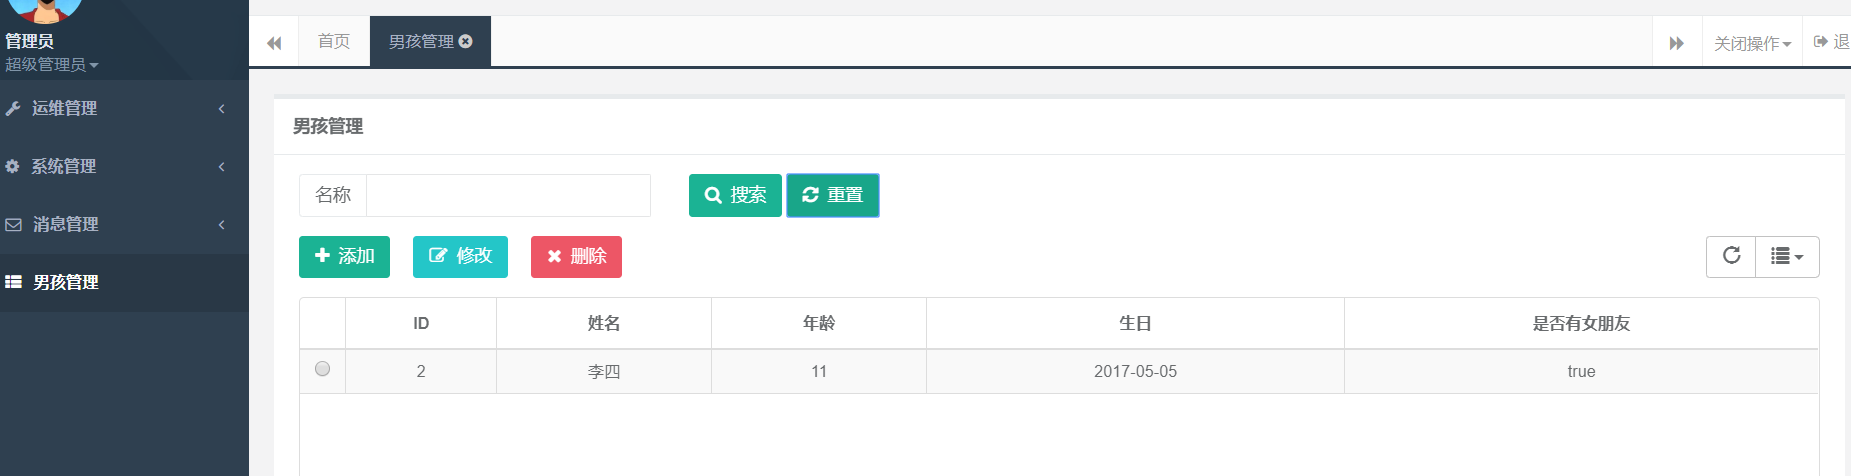 管理员
超级管理员
运维管理
系统管理
消息管理
男孩管理
首页 男孩管理 关闭操作 退
男孩管理
名称 搜索 重置
添加 修改 删除
ID 姓名 年龄 生日 是否有女朋友
2 李四 11 2017-05-05 true